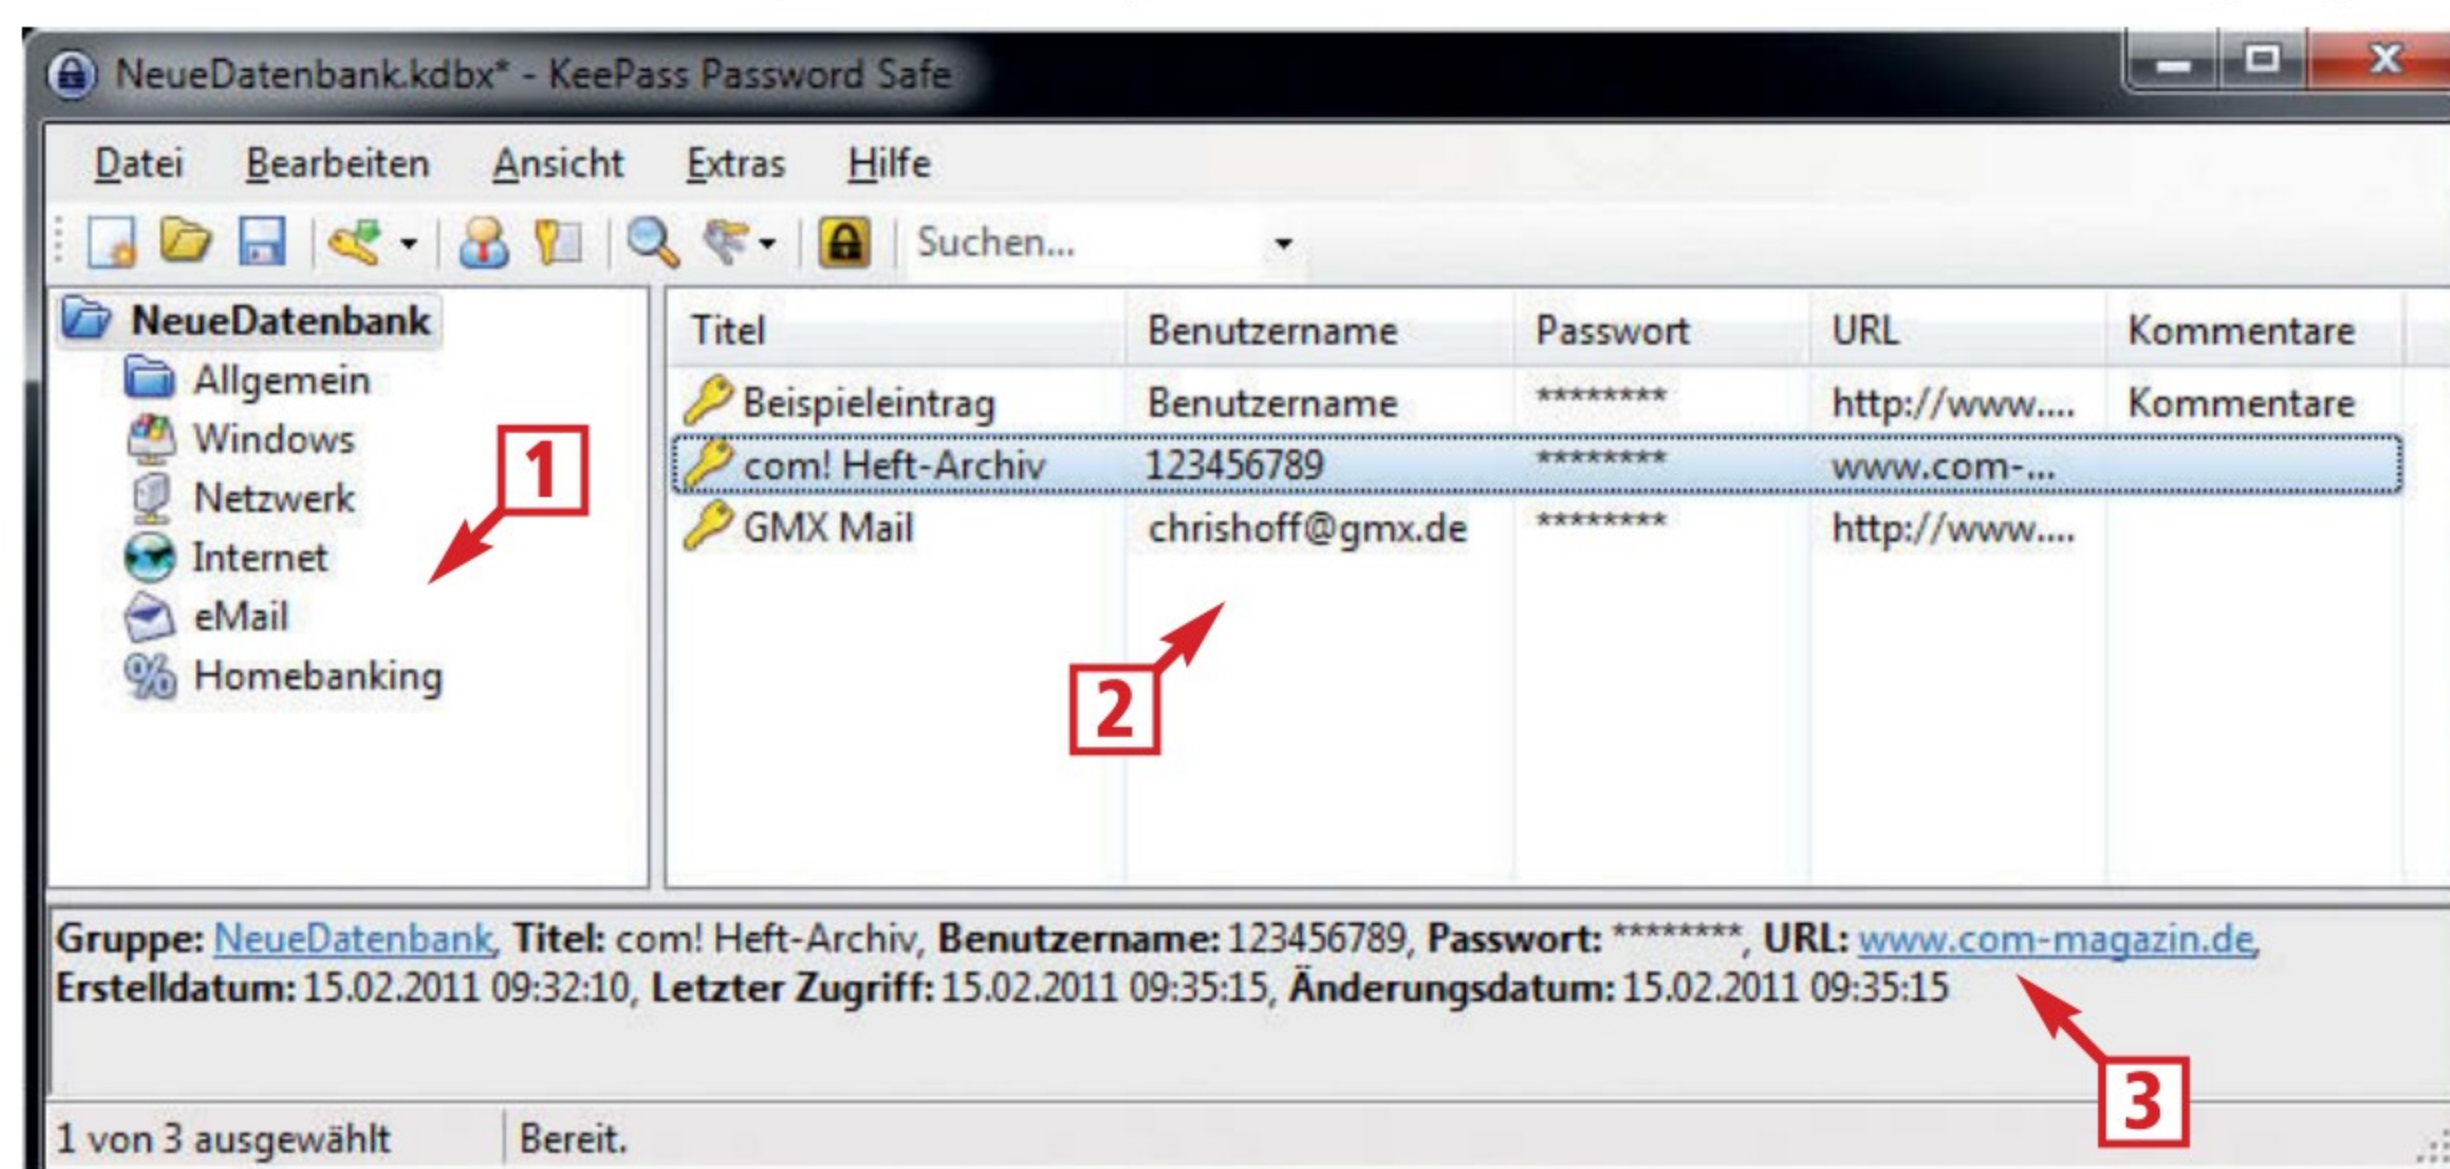 NeueDatenbank.kdbx* - KeePass Password Safe
Datei Bearbeiten Ansicht Extras Hilfe
Suchen...
NeueDatenbank
Allgemein
Windows
Netzwerk
Internet
eMail
Homebanking
1
Titel Benutzername Passwort URL Kommentare
Beispieleintrag Benutzername ******** http://www.... Kommentare
com! Heft-Archiv 123456789 ******** www.com-...
GMX Mail chrishoff@gmx.de ******** http://www....
2
Gruppe: NeueDatenbank, Titel: com! Heft-Archiv, Benutzername: 123456789, Passwort: ********, URL: www.com-magazin.de,
Erstelldatum: 15.02.2011 09:32:10, Letzter Zugriff: 15.02.2011 09:35:15, Änderungsdatum: 15.02.2011 09:35:15
3
1 von 3 ausgewählt Bereit.